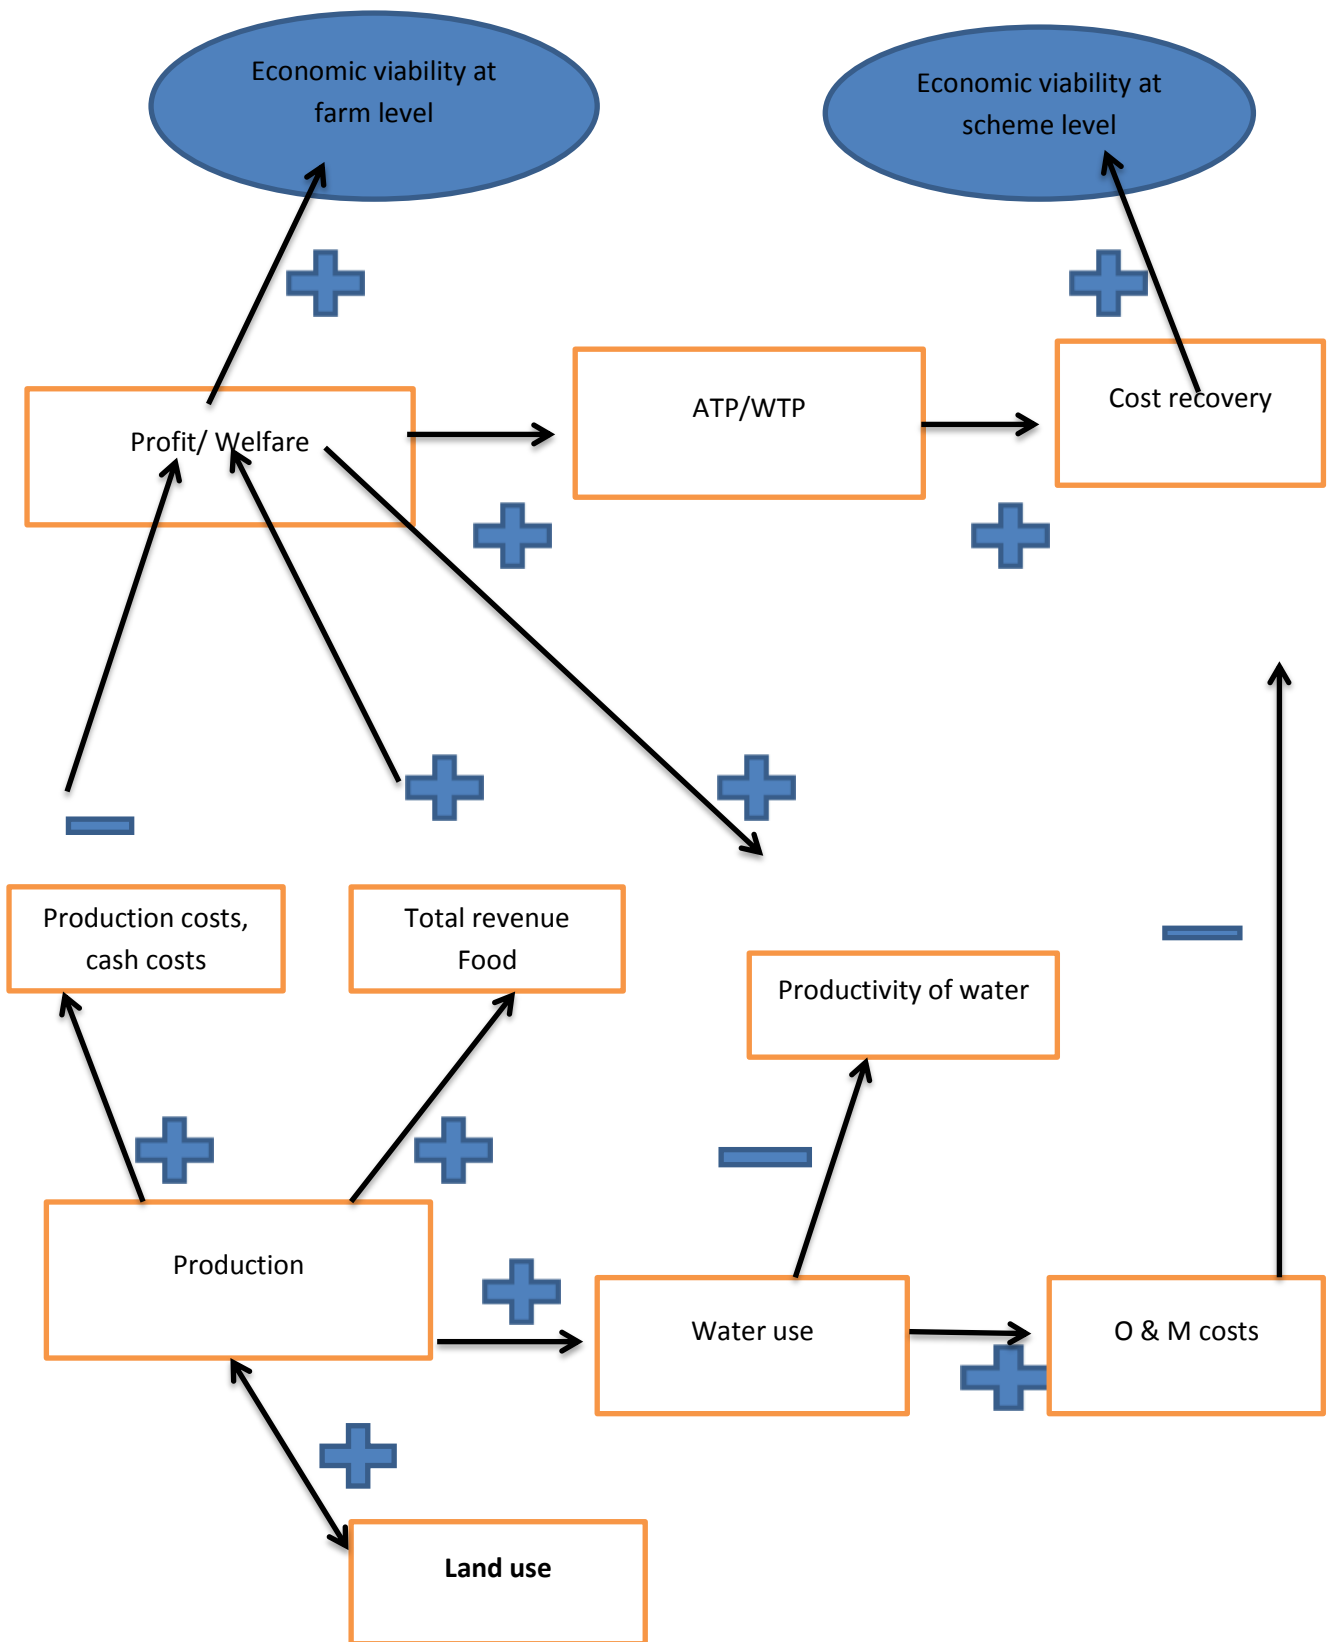 Economic viability at
farm level
Economic viability at
scheme level
Profit/ Welfare
ATP/WTP
Cost recovery
Production costs,
cash costs
Total revenue
Food
Productivity of water
Production
Water use
O & M costs
Land use